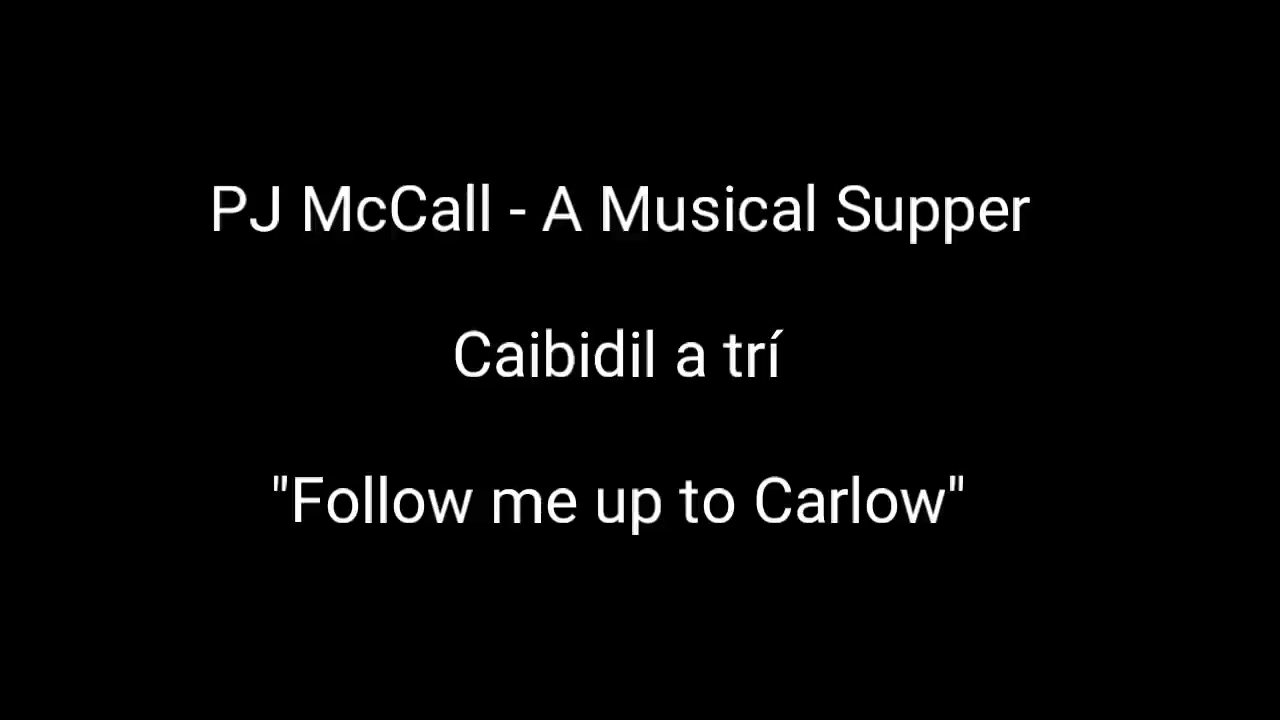 PJ McCall - A Musical Supper
Caibidil a trí
"Follow me up to Carlow"